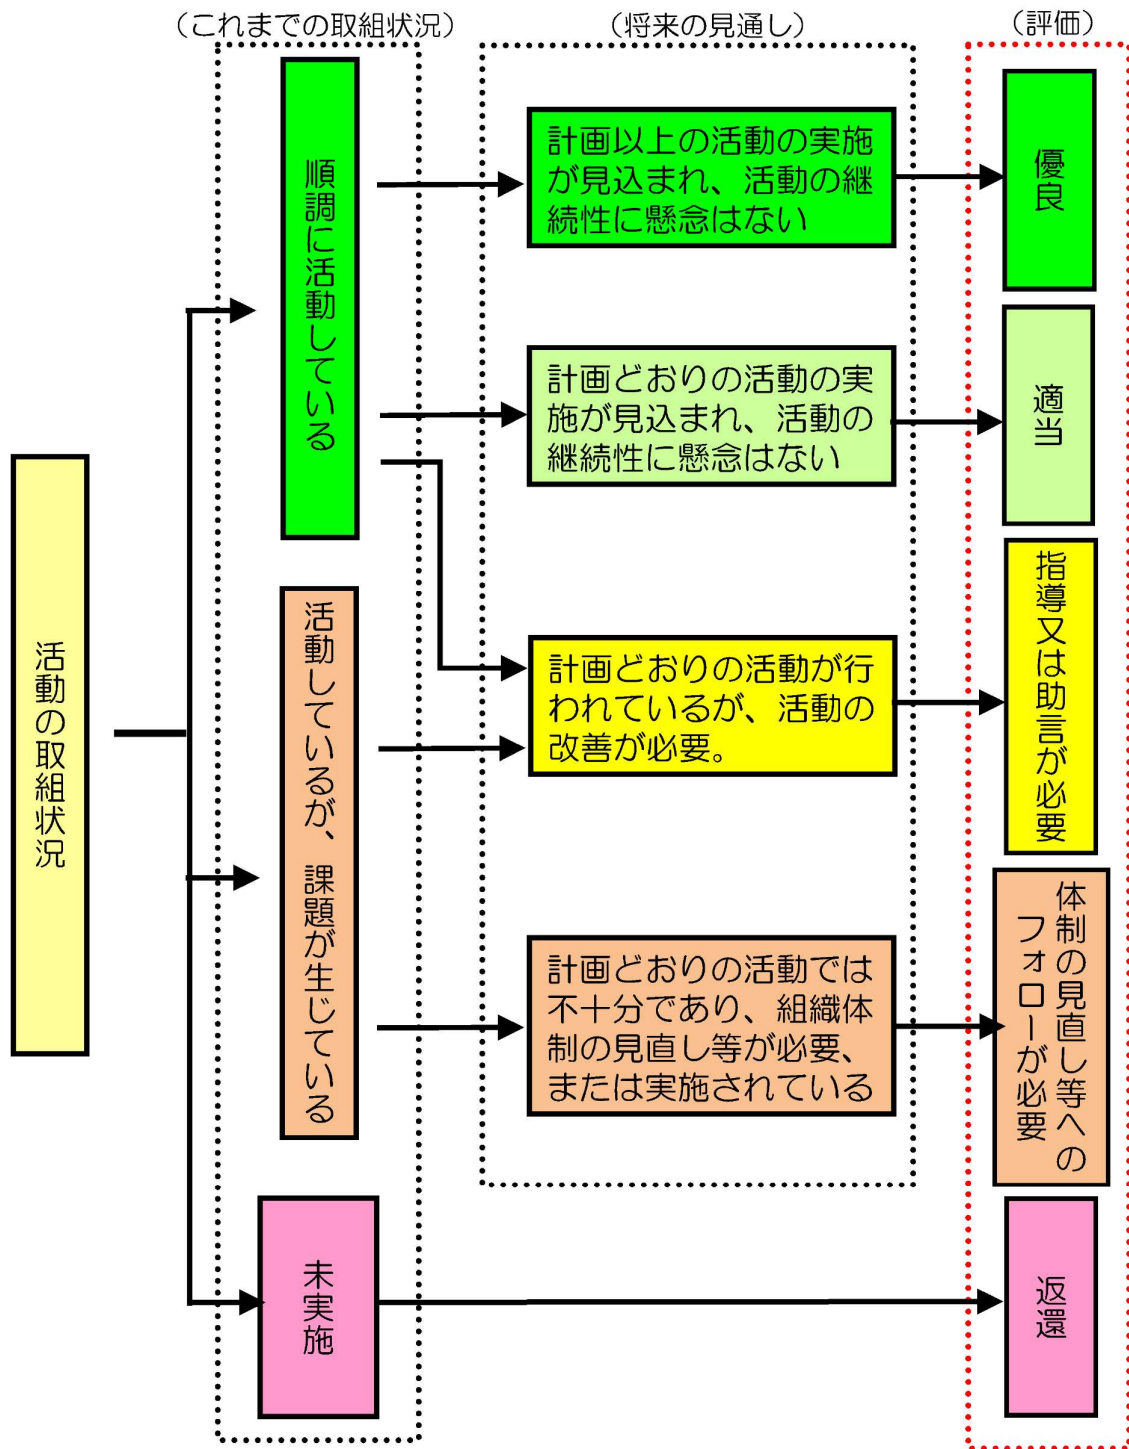 （これまでの取組状況）
（将来の見通し）
（評価）
活動の取組状況
順調に活動している
活動しているが、課題が生じている
未実施
計画以上の活動の実施
が見込まれ、活動の継
続性に懸念はない
計画どおりの活動の実
施が見込まれ、活動の
継続性に懸念はない
計画どおりの活動が行
われているが、活動の
改善が必要。
計画どおりの活動では
不十分であり、組織体
制の見直し等が必要、
または実施されている
優良
適当
指導又は助言が必要
体制の見直し等への
フォローが必要
返還